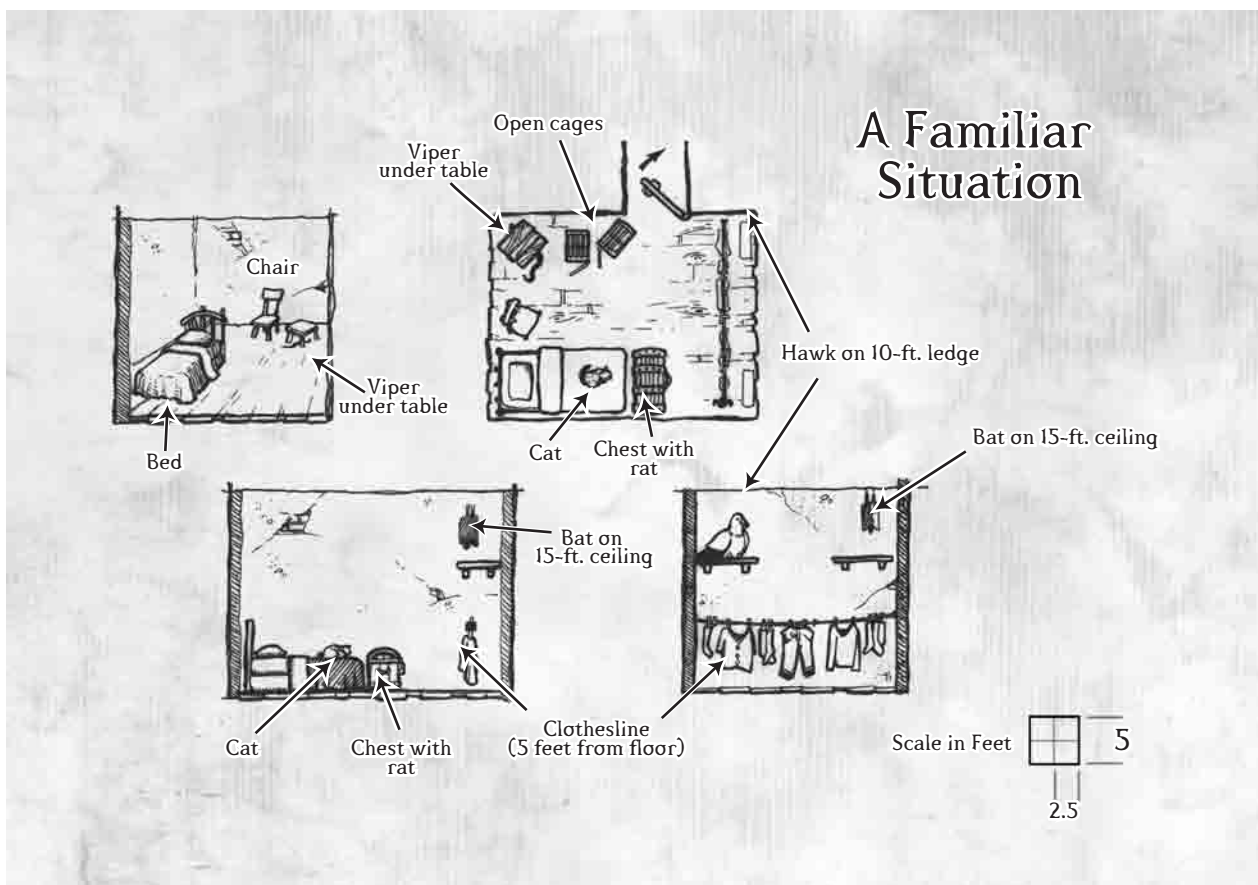 A Familiar
Situation
Open cages
Viper
under table
Chair
Viper
under table
Bed
Hawk on 10-ft. ledge
Cat
Chest with
rat
Bat on 15-ft. ceiling
Bat on
15-ft. ceiling
Cat
Chest with
rat
Clothesline
(5 feet from floor)
Scale in Feet
5
2.5